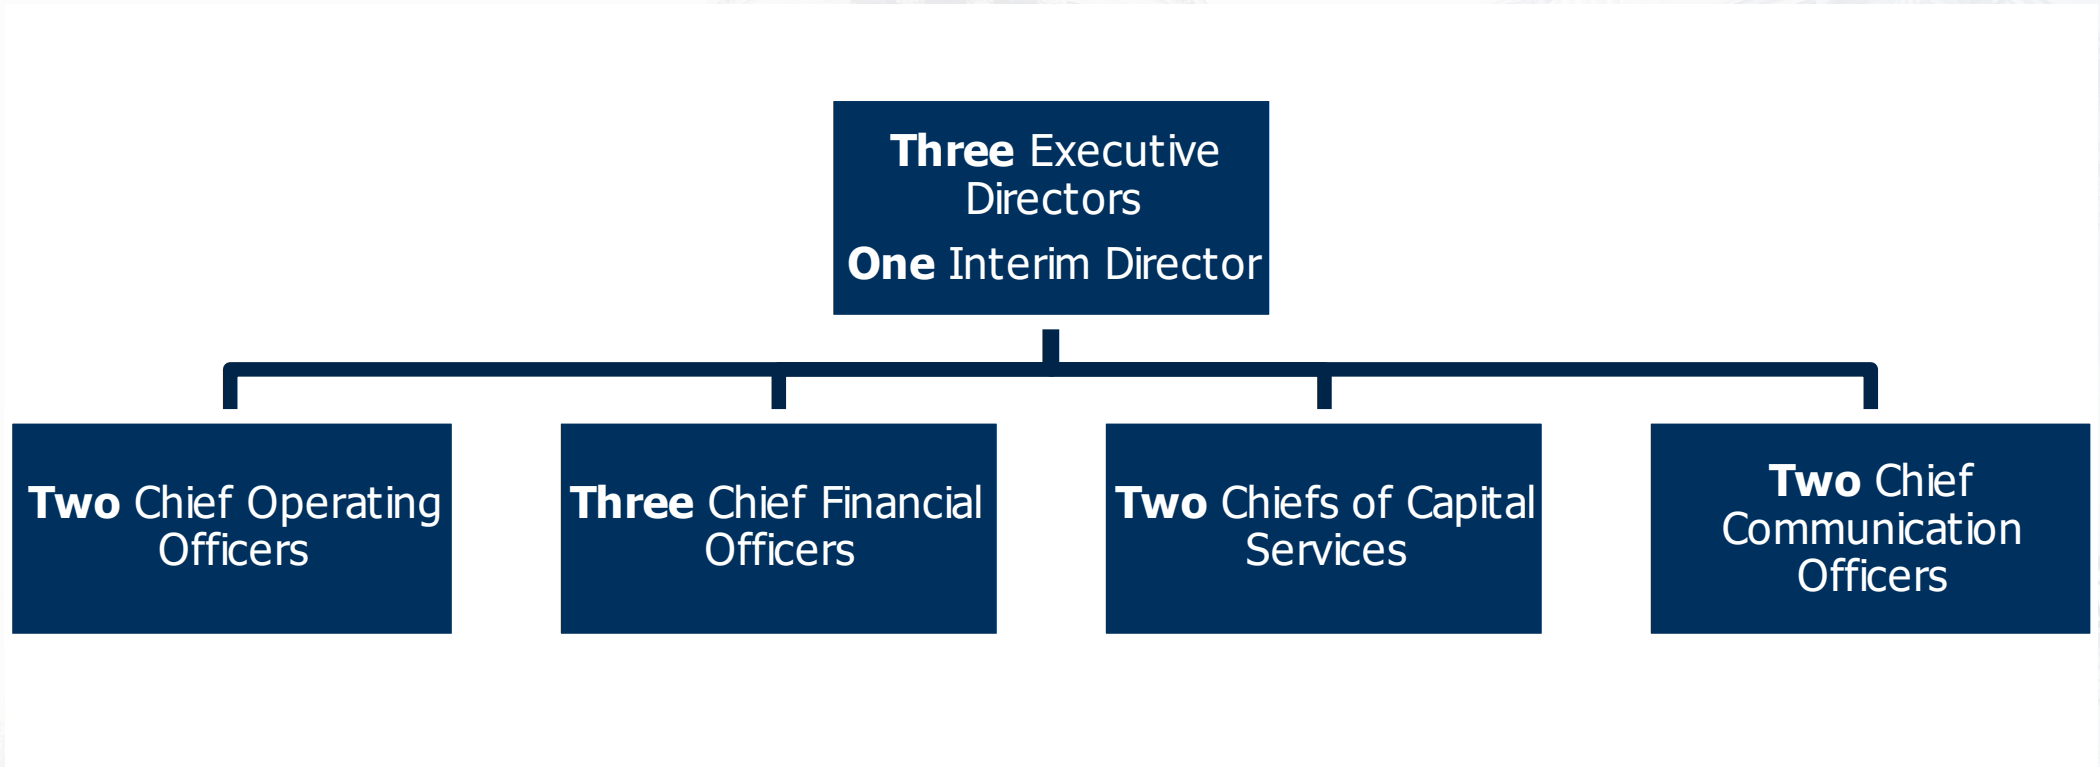 Three Executive
Directors
One Interim Director
Two Chief Operating
Officers
Three Chief Financial
Officers
Two Chiefs of Capital
Services
Two Chief
Communication
Officers